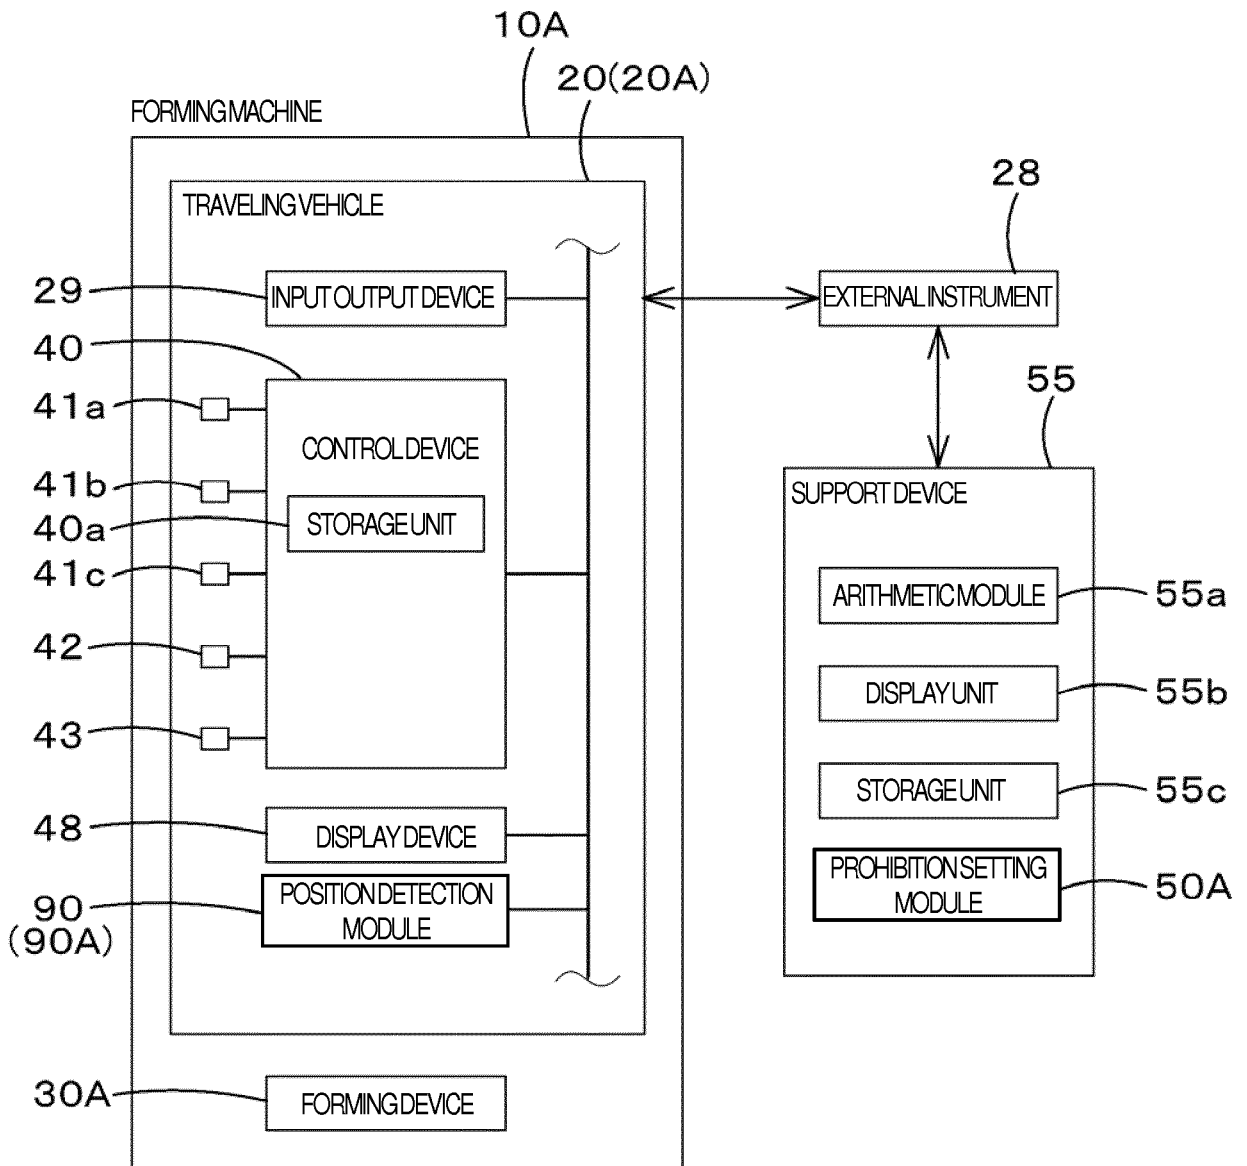 10A
20(20A)
FORMING MACHINE
TRAVELING VEHICLE
28
29
INPUT OUTPUT DEVICE
EXTERNAL INSTRUMENT
40
55
41a
CONTROL DEVICE
41b
SUPPORT DEVICE
40a
STORAGE UNIT
41c
ARITHMETIC MODULE
55a
42
DISPLAY UNIT
55b
43
STORAGE UNIT
55c
48
DISPLAY DEVICE
PROHIBITION SETTING
MODULE
50A
90
(90A)
POSITION DETECTION
MODULE
30A
FORMING DEVICE